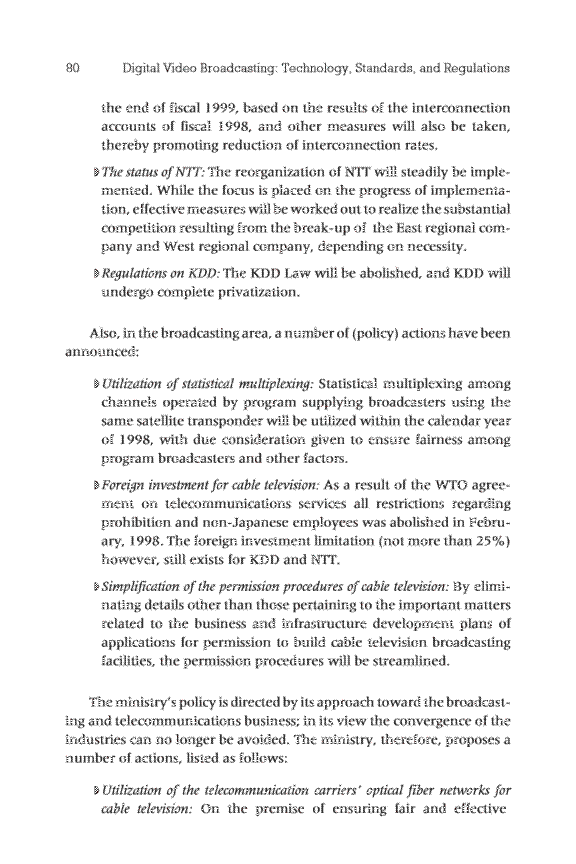 80 Digital Video Broadcasting: Technology, Standards, and Regulations
the end of fiscal 1999, based on the results of the interconnection
accounts of fiscal 1998, and other measures will also be taken,
thereby promoting reduction of interconnection rates.
The status of NTT: The reorganization of NTT will steadily be imple-
mented. While the focus is placed on the progress of implementa-
tion, effective measures will be worked out to realize the substantial
competition resulting from the break-up of the East regional com-
pany and West regional company, depending on necessity.
Regulations on KDD: The KDD Law will be abolished, and KDD will
undergo complete privatization.
Also, in the broadcasting area, a number of (policy) actions have been
announced:
Utilization of statistical multiplexing: Statistical multiplexing among
channels operated by program supplying broadcasters using the
same satellite transponder will be utilized within the calendar year
of 1998, with due consideration given to ensure fairness among
program broadcasters and other factors.
Foreign investment for cable television: As a result of the WTO agree-
ment on telecommunications services all restrictions regarding
prohibition and non-Japanese employees was abolished in Febru-
ary, 1998. The foreign investment limitation (not more than 25%)
however, still exists for KDD and NTT.
Simplification of the permission procedures of cable television: By elimi-
nating details other than those pertaining to the important matters
related to the business and infrastructure development plans of
applications for permission to build cable television broadcasting
facilities, the permission procedures will be streamlined.
The ministry's policy is directed by its approach toward the broadcast-
ing and telecommunications business; in its view the convergence of the
industries can no longer be avoided. The ministry, therefore, proposes a
number of actions, listed as follows:
Utilization of the telecommunication carriers' optical fiber networks for
cable television: On the premise of ensuring fair and effective